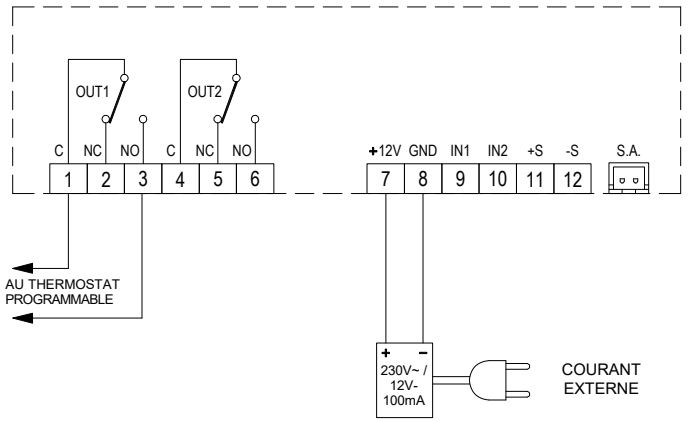 OUT1 OUT2
C NC NO C NC NO +12V GND IN1 IN2 +S -S S.A.
1 2 3 4 5 6 7 8 9 10 11 12
AU THERMOSTAT
PROGRAMMABLE
+ -
230V~ /
12V-
100mA
COURANT
EXTERNE